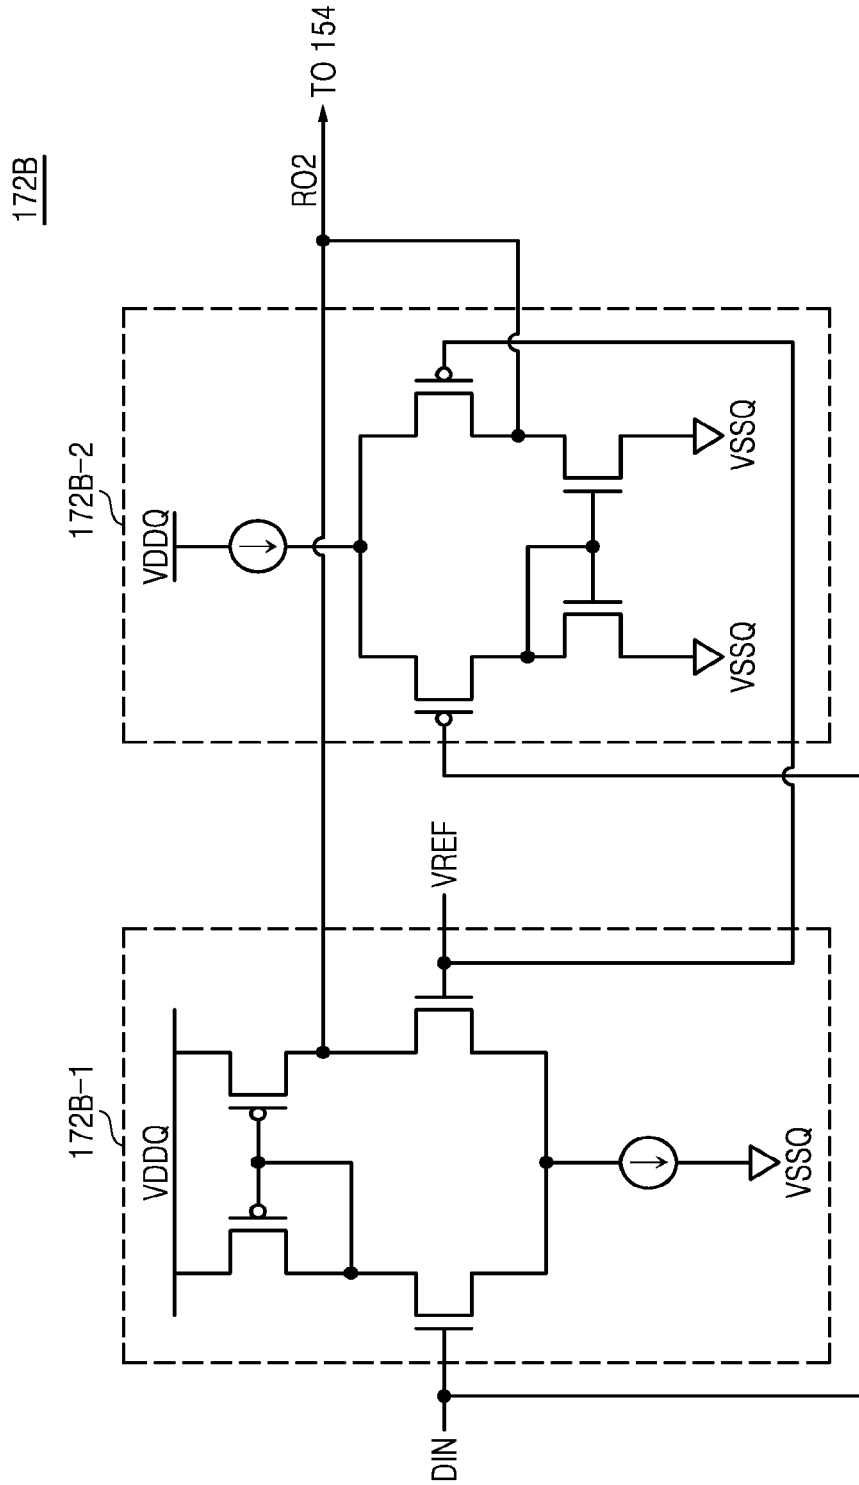 172B
172B-1
172B-2
VDDQ
VDDQ
RO2
TO 154
DIN
VREF
VSSQ
VSSQ
VSSQ